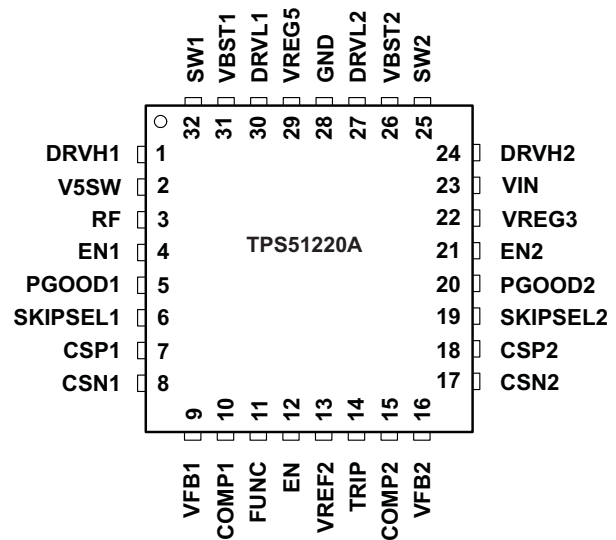 SW1 VBST1 DRVL1 VREG5 GND DRVL2 VBST2 SW2
32 31 30 29 28 27 26 25
DRVH1 1 24 DRVH2
V5SW 2 23 VIN
RF 3 22 VREG3
TPS51220A
EN1 4 21 EN2
PGOOD1 5 20 PGOOD2
SKIPSEL1 6 19 SKIPSEL2
CSP1 7 18 CSP2
CSN1 8 17 CSN2
9 10 11 12 13 14 15 16
VFB1 COMP1 FUNC EN VREF2 TRIP COMP2 VFB2